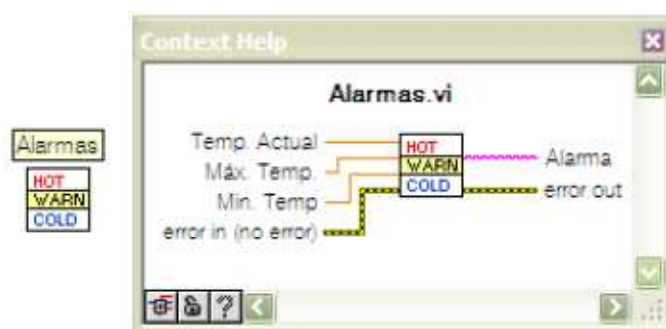 Alarmas
HOT
WARN
COLD
Context Help
Alarmas.vi
Temp. Actual
Máx. Temp.
Min. Temp
error in (no error)
HOT
WARN
COLD
Alarma
error out
?